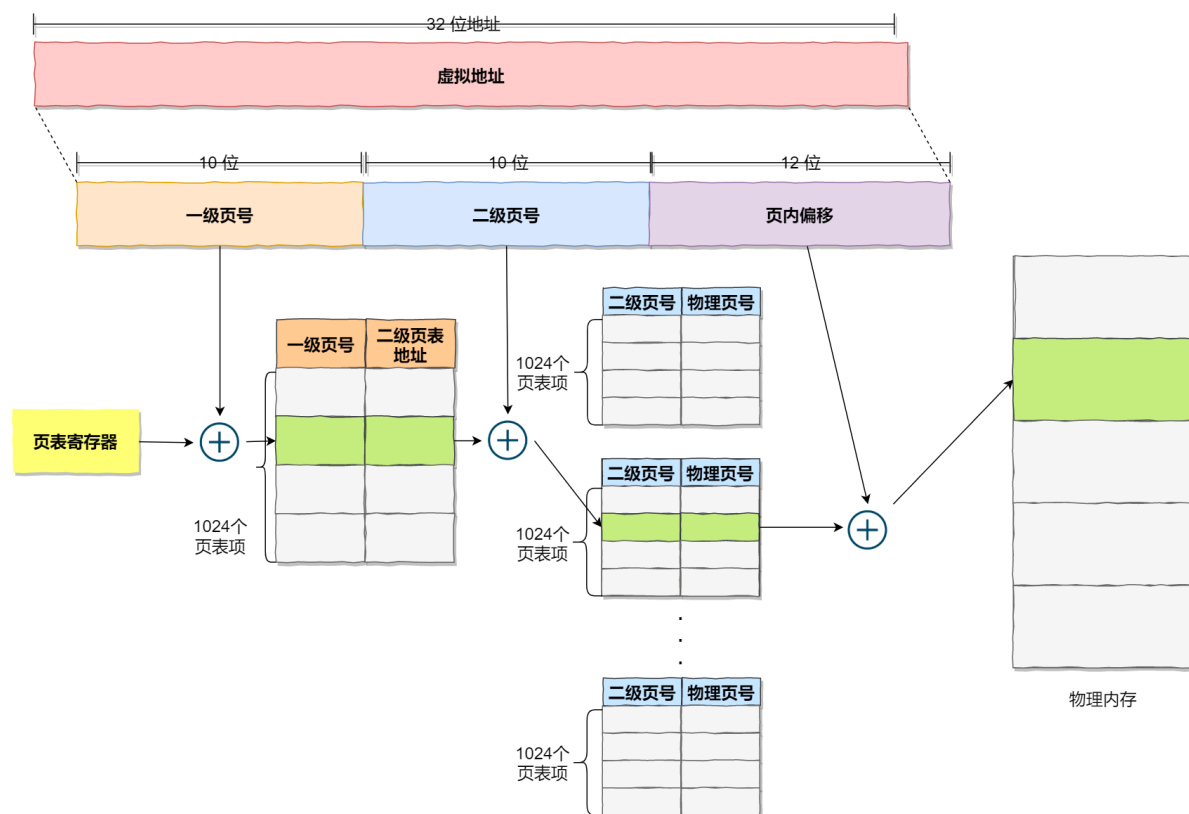 32 位地址
虚拟地址
10 位
10 位
12 位
一级页号
二级页号
页内偏移
二级页号
物理页号
1024个
页表项
一级页号
二级页表
地址
页表寄存器
1024个
页表项
二级页号
物理页号
1024个
页表项
.
.
.
二级页号
物理页号
1024个
页表项
物理内存